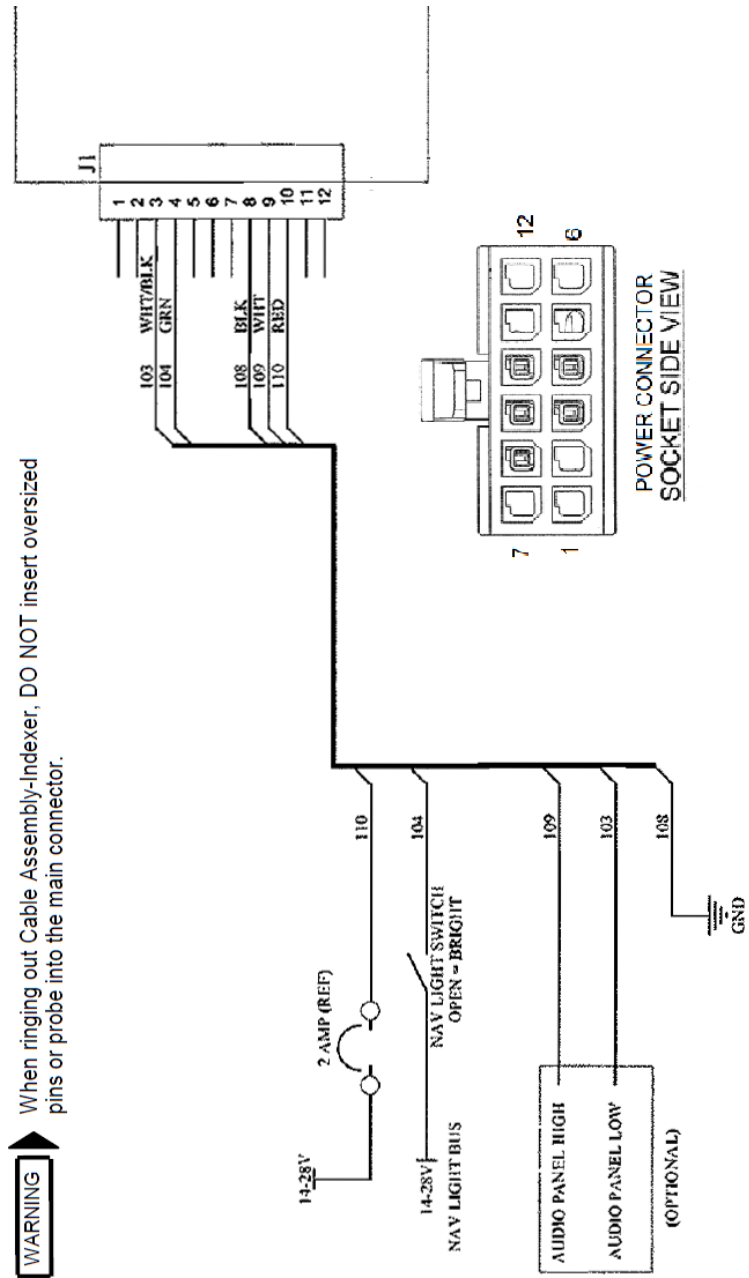 WARNING
When ringing out Cable Assembly-Indexer, DO NOT insert oversized
pins or probe into the main connector.
J1
1
2
3
4
5
6
7
8
9
10
11
12
103 WHT/BLK
104 GRN
108 BLK
109 WHT
110 RED
14-28V
2 AMP (REF)
110
14-28V
NAV LIGHT BUS
NAV LIGHT SWITCH
OPEN = BRIGHT
104
AUDIO PANEL HIGH
109
AUDIO PANEL LOW
103
(OPTIONAL)
108
GND
7
12
1
6
POWER CONNECTOR
SOCKET SIDE VIEW